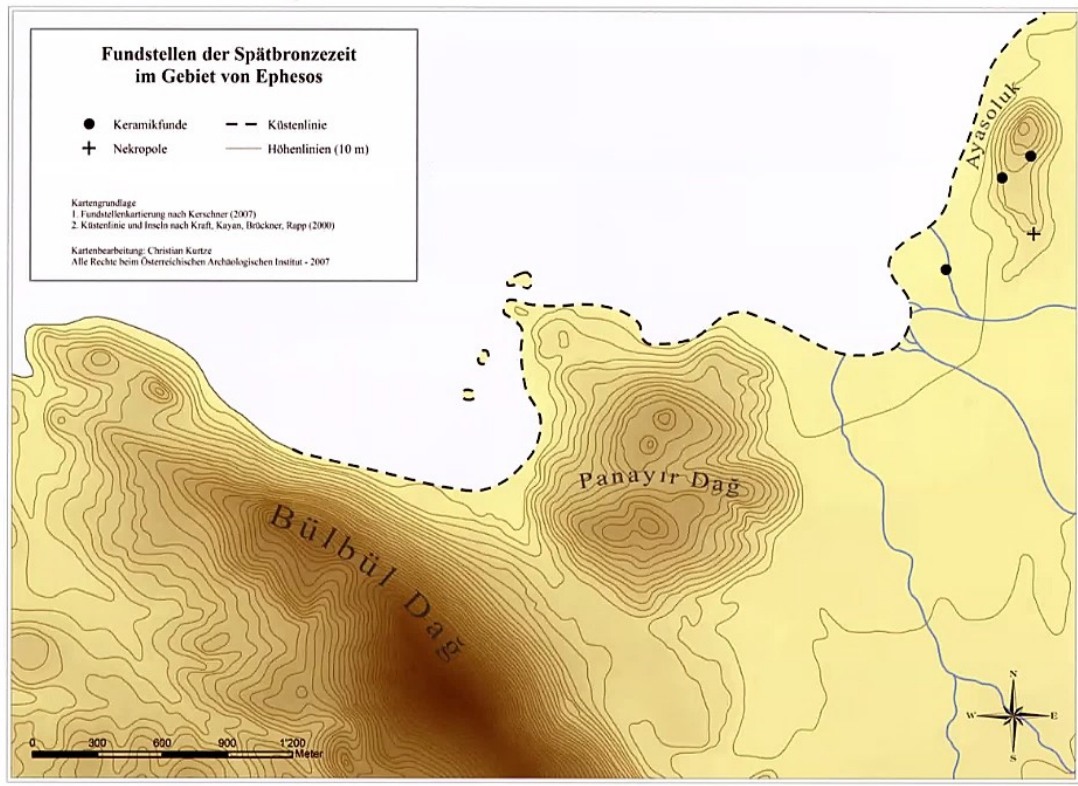 Fundstellen der Spätbronzezeit
im Gebiet von Ephesos
Keramikfunde
Küstenlinie
Nekropole
Höhenlinien (10 m)
Kartengrundlage
1. Fundstellenkartierung nach Kerschner (2007)
2. Küstenlinie und Inseln nach Kraft, Kayan, Brückner, Rapp (2000)
Kartenbearbeitung: Christian Kurtze
Alle Rechte beim Österreichischen Archäologischen Institut - 2007
Ayasoluk
Panayır Dağ
Bülbül Dağ
N
W E
S
0 300 600 900 1'200
Meter